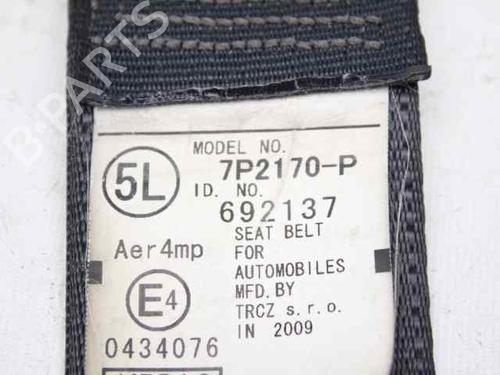 B-PARTS
MODEL NO.
5L 7P2170-P
ID. NO.
692137
SEAT BELT
Aer4mp FOR
AUTOMOBILES
E4 MFD. BY
TRCZ s.r.o.
0434076 IN 2009